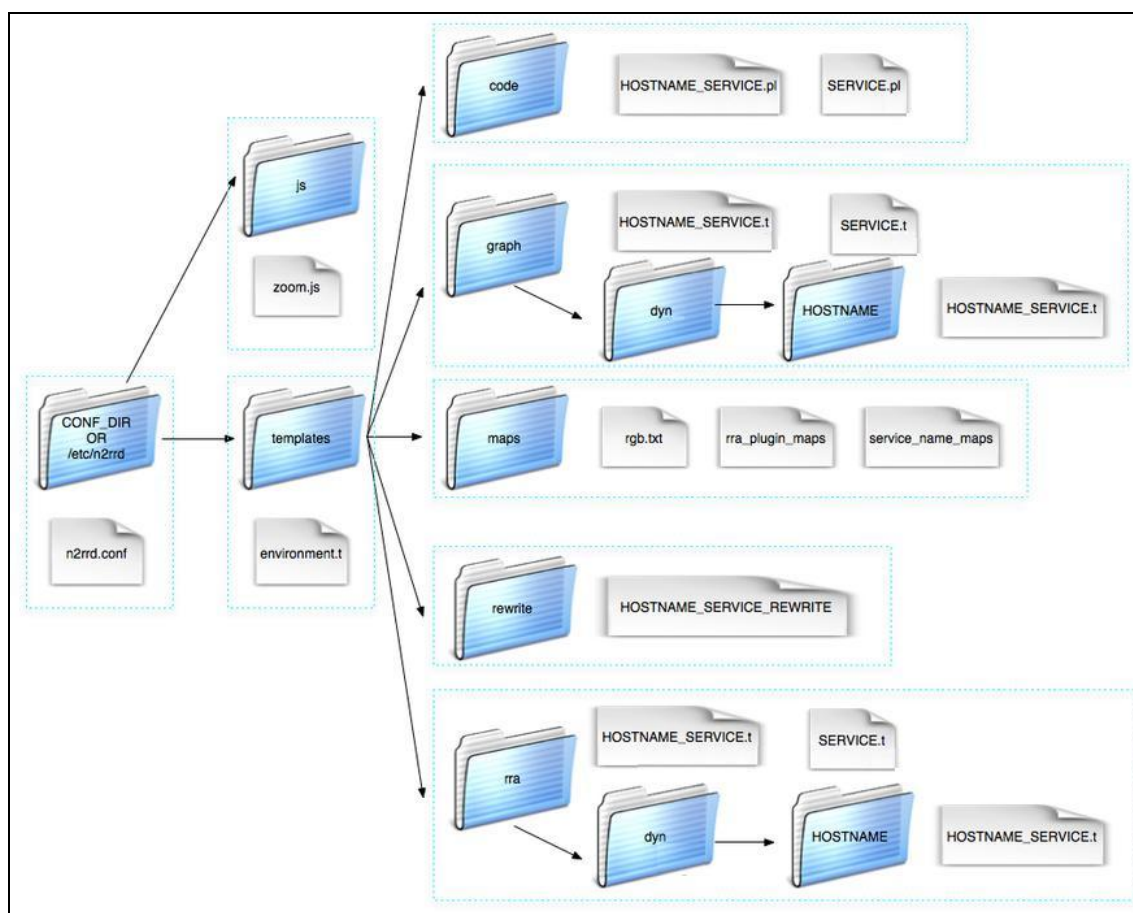 code
HOSTNAME_SERVICE.pl
SERVICE.pl
js
zoom.js
graph
HOSTNAME_SERVICE.t
SERVICE.t
dyn
HOSTNAME
HOSTNAME_SERVICE.t
CONF_DIR
OR
/etc/n2rrd
n2rrd.conf
templates
environment.t
maps
rgb.txt
rra_plugin_maps
service_name_maps
rewrite
HOSTNAME_SERVICE_REWRITE
rra
HOSTNAME_SERVICE.t
SERVICE.t
dyn
HOSTNAME
HOSTNAME_SERVICE.t